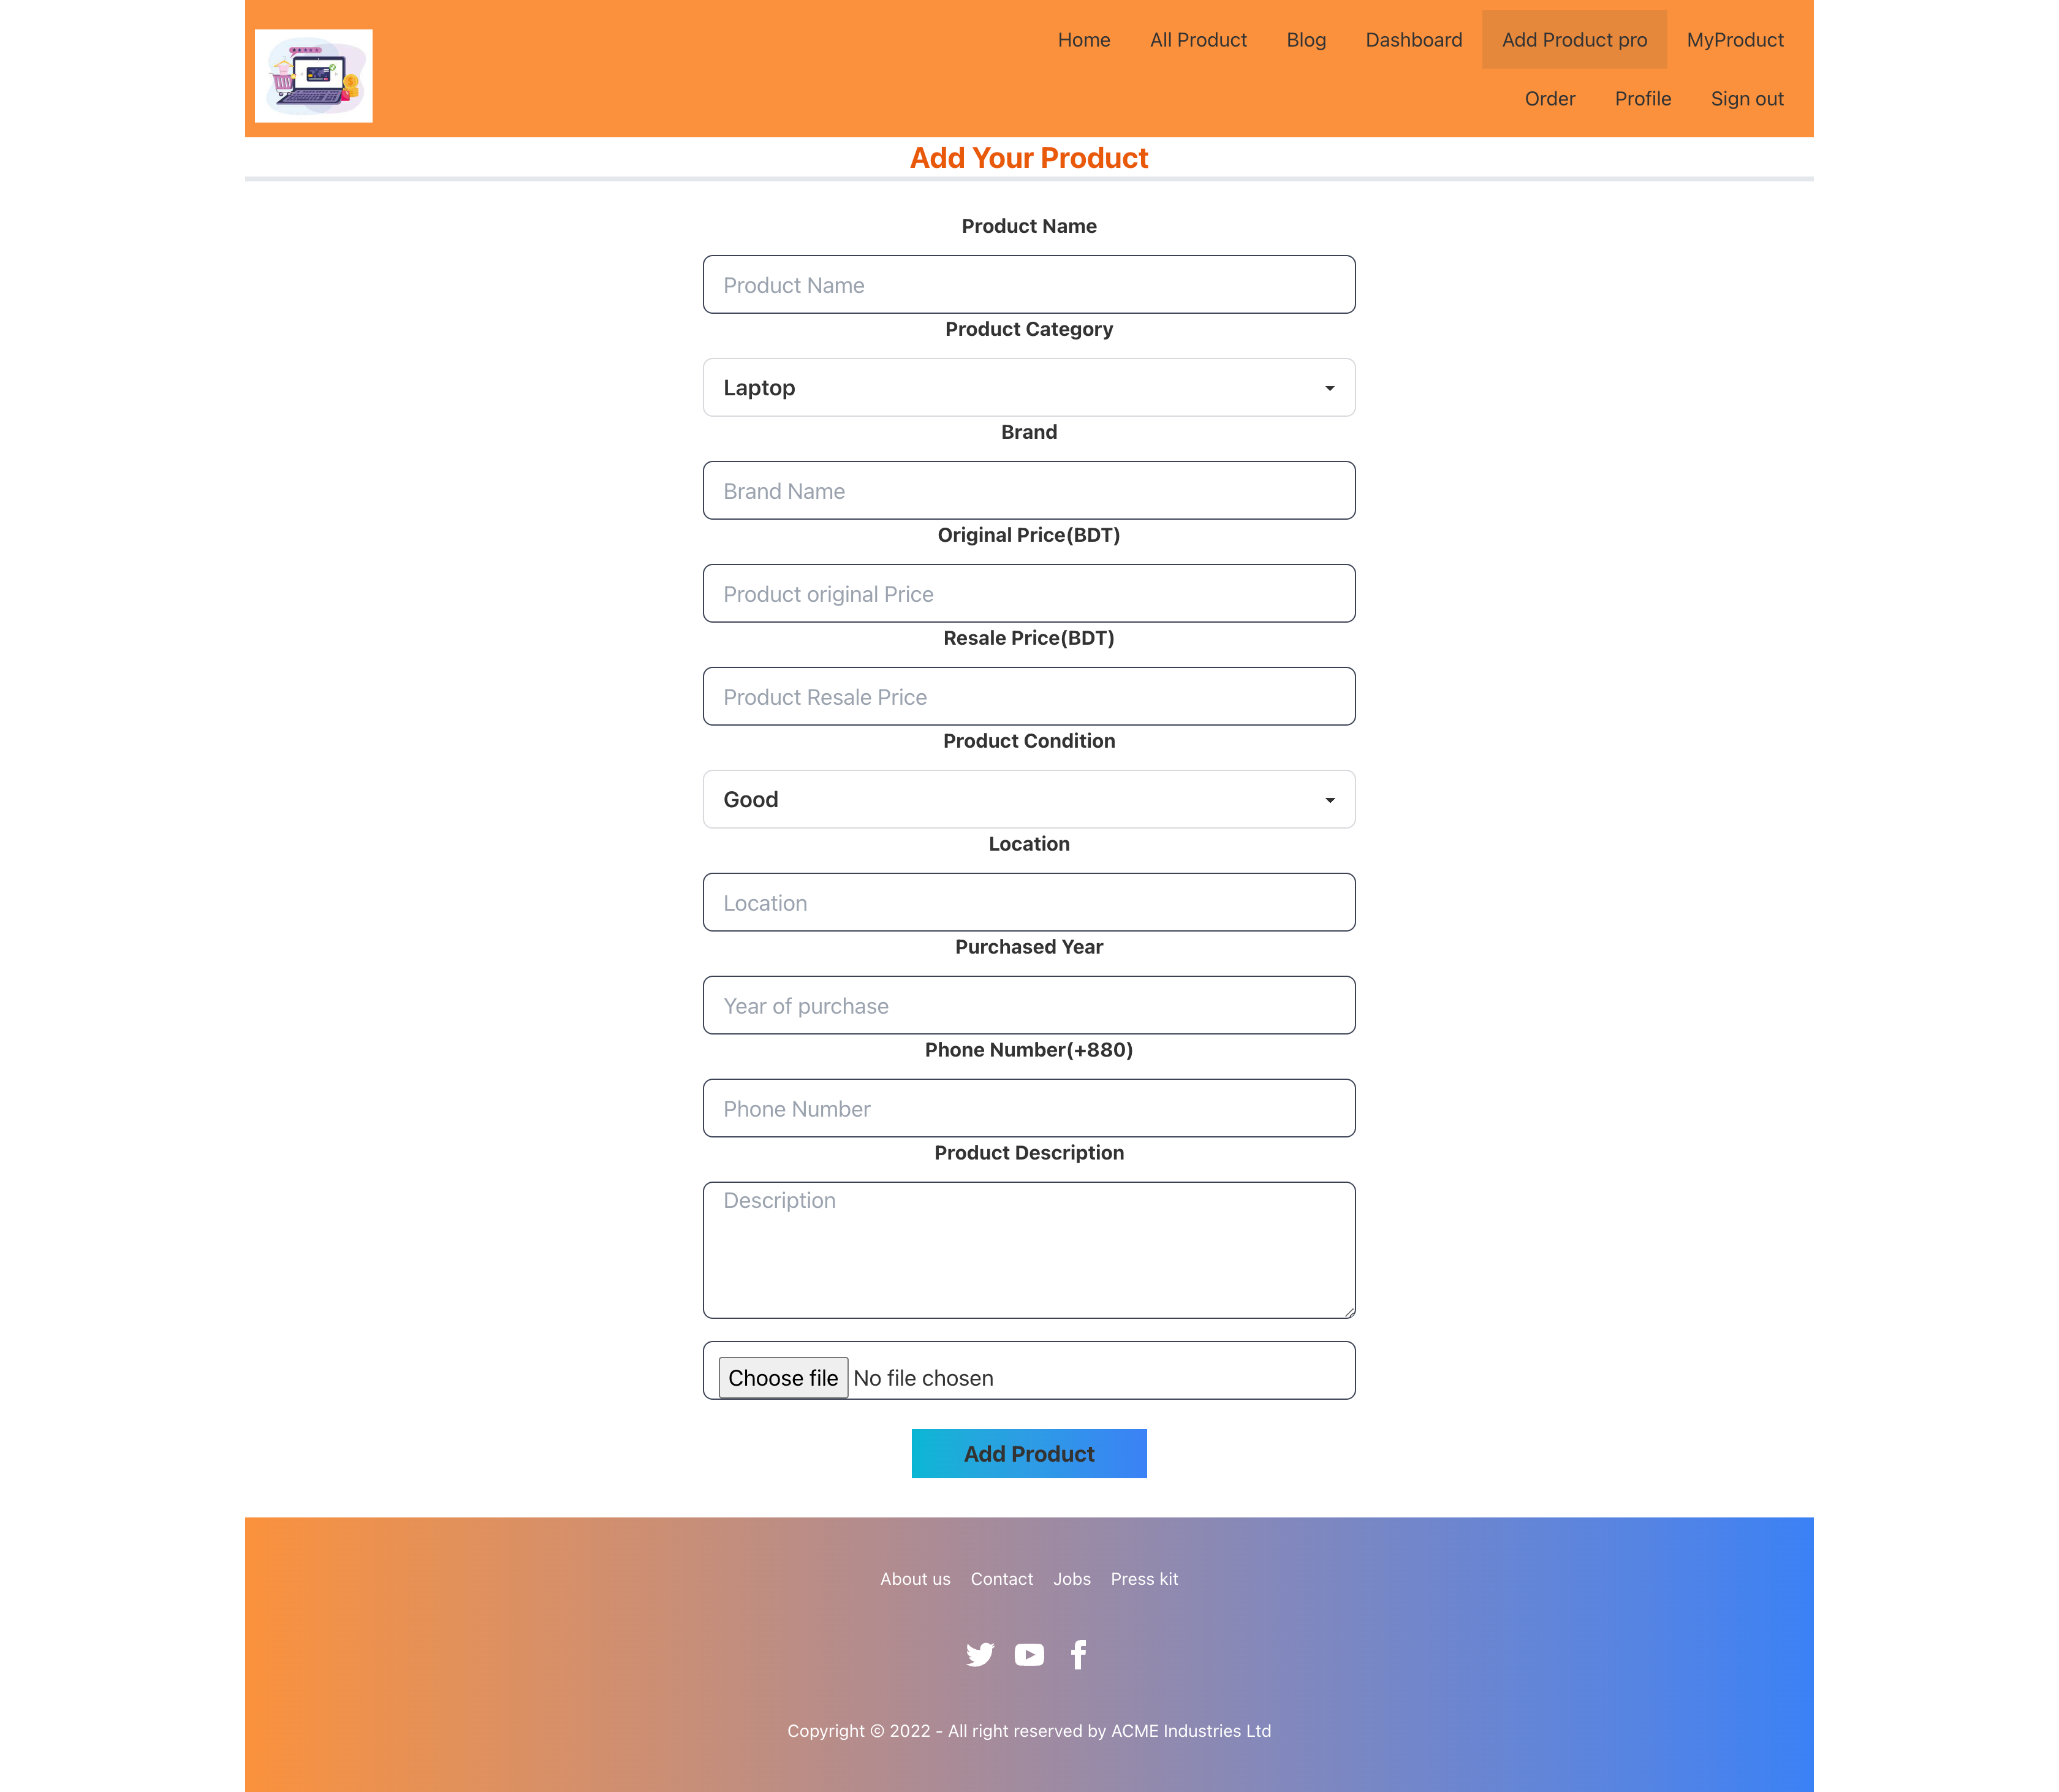 Home All Product Blog Dashboard Add Product pro MyProduct
Order Profile Sign out
Add Your Product
Product Name
Product Name
Product Category
Laptop
Brand
Brand Name
Original Price(BDT)
Product original Price
Resale Price(BDT)
Product Resale Price
Product Condition
Good
Location
Location
Purchased Year
Year of purchase
Phone Number(+880)
Phone Number
Product Description
Description
Choose file No file chosen
Add Product
About us Contact Jobs Press kit
Copyright © 2022 - All right reserved by ACME Industries Ltd